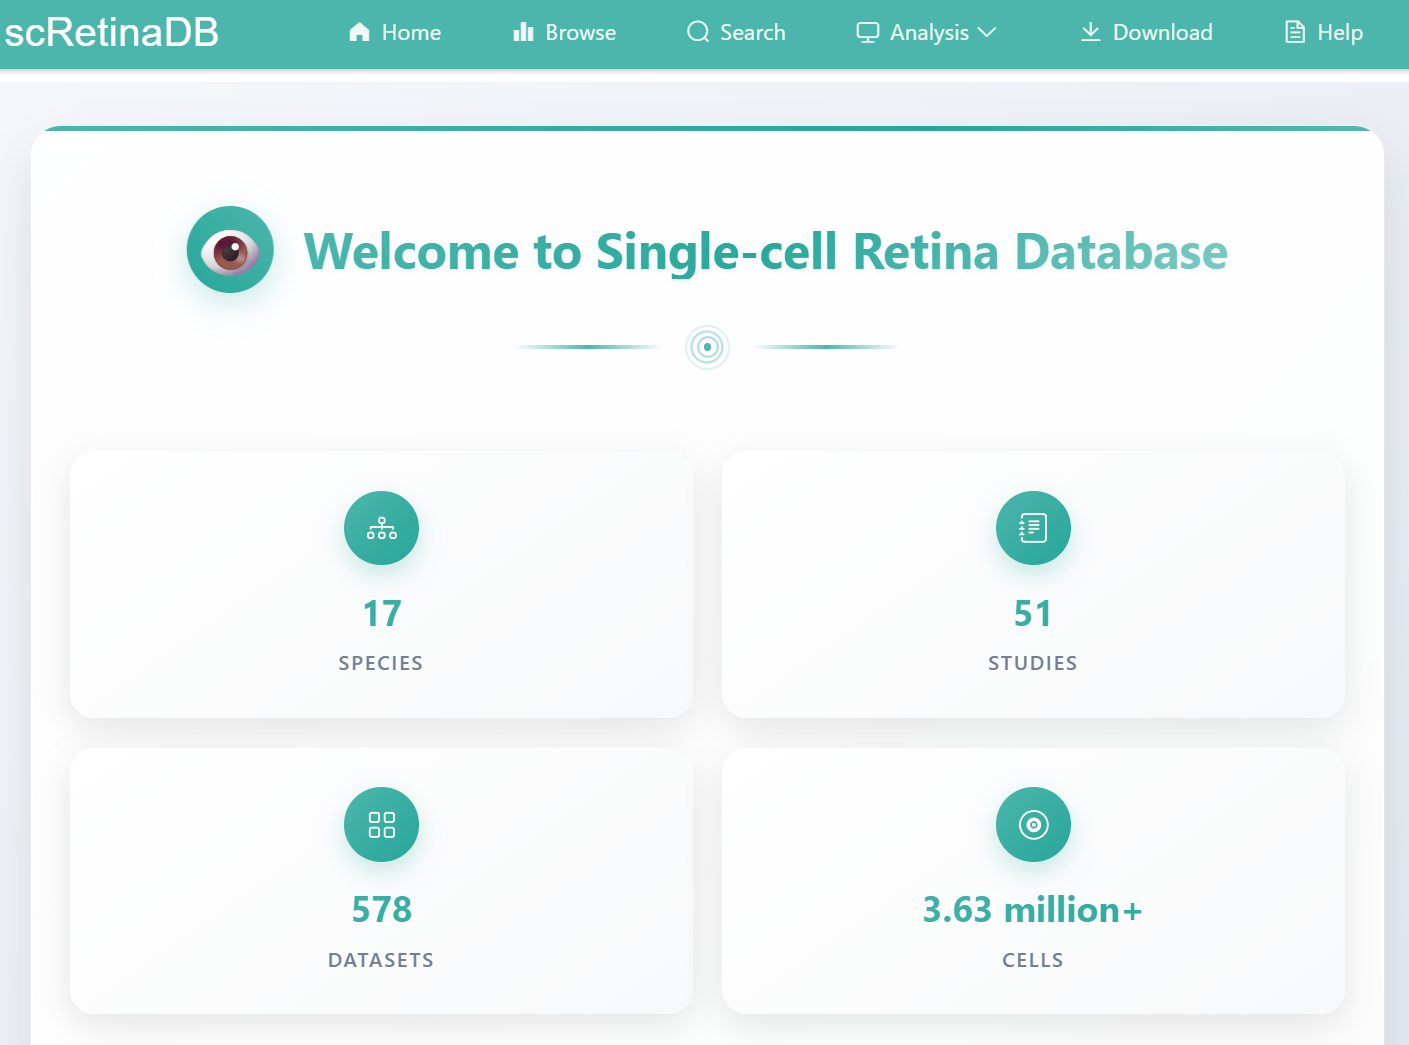 scRetinaDB Home Browse Search Analysis Download Help
Welcome to Single-cell Retina Database
17
SPECIES
51
STUDIES
578
DATASETS
3.63 million+
CELLS